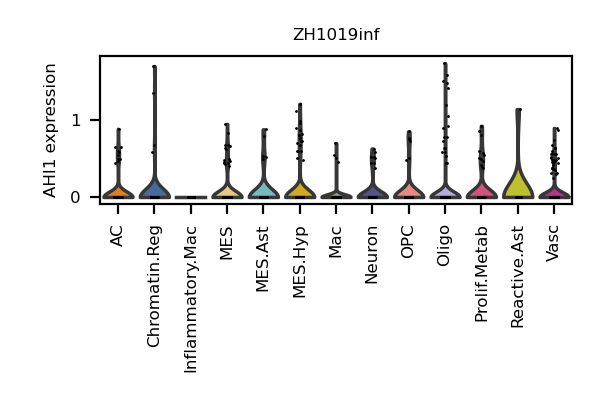 ZH1019inf
AHI1 expression
1
0
AC
Chromatin.Reg
Inflammatory.Mac
MES
MES.Ast
MES.Hyp
Mac
Neuron
OPC
Oligo
Prolif.Metab
Reactive.Ast
Vasc